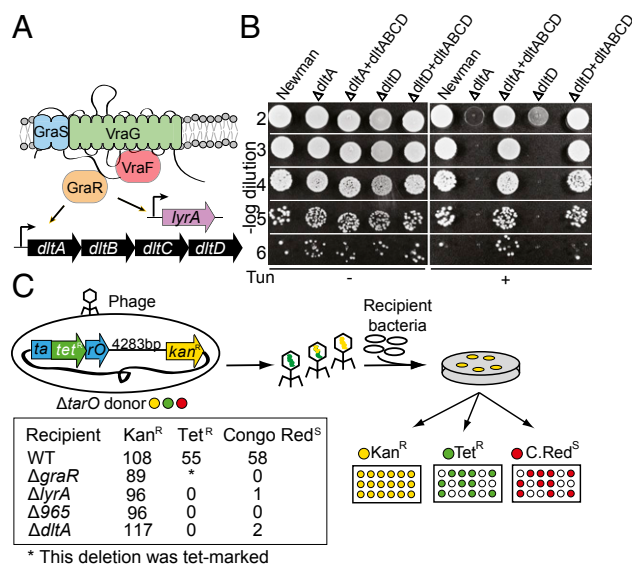 A
GraS
VraG
VraF
GraR
lyrA
dltA dltB dltC dltD
B
Newman ΔdltA ΔdltA+dltABCD ΔdltD ΔdltD+dltABCD Newman ΔdltA ΔdltA+dltABCD ΔdltD ΔdltD+dltABCD
-log dilution
2
3
4
5
6
Tun - +
C
Phage
ta tetR rO 4283bp kanR
ΔtarO donor
Recipient bacteria
Recipient KanR TetR Congo RedS
WT 108 55 58
ΔgraR 89 * 0
ΔlyrA 96 0 1
Δ965 96 0 0
ΔdltA 117 0 2
* This deletion was tet-marked
KanR TetR C.RedS